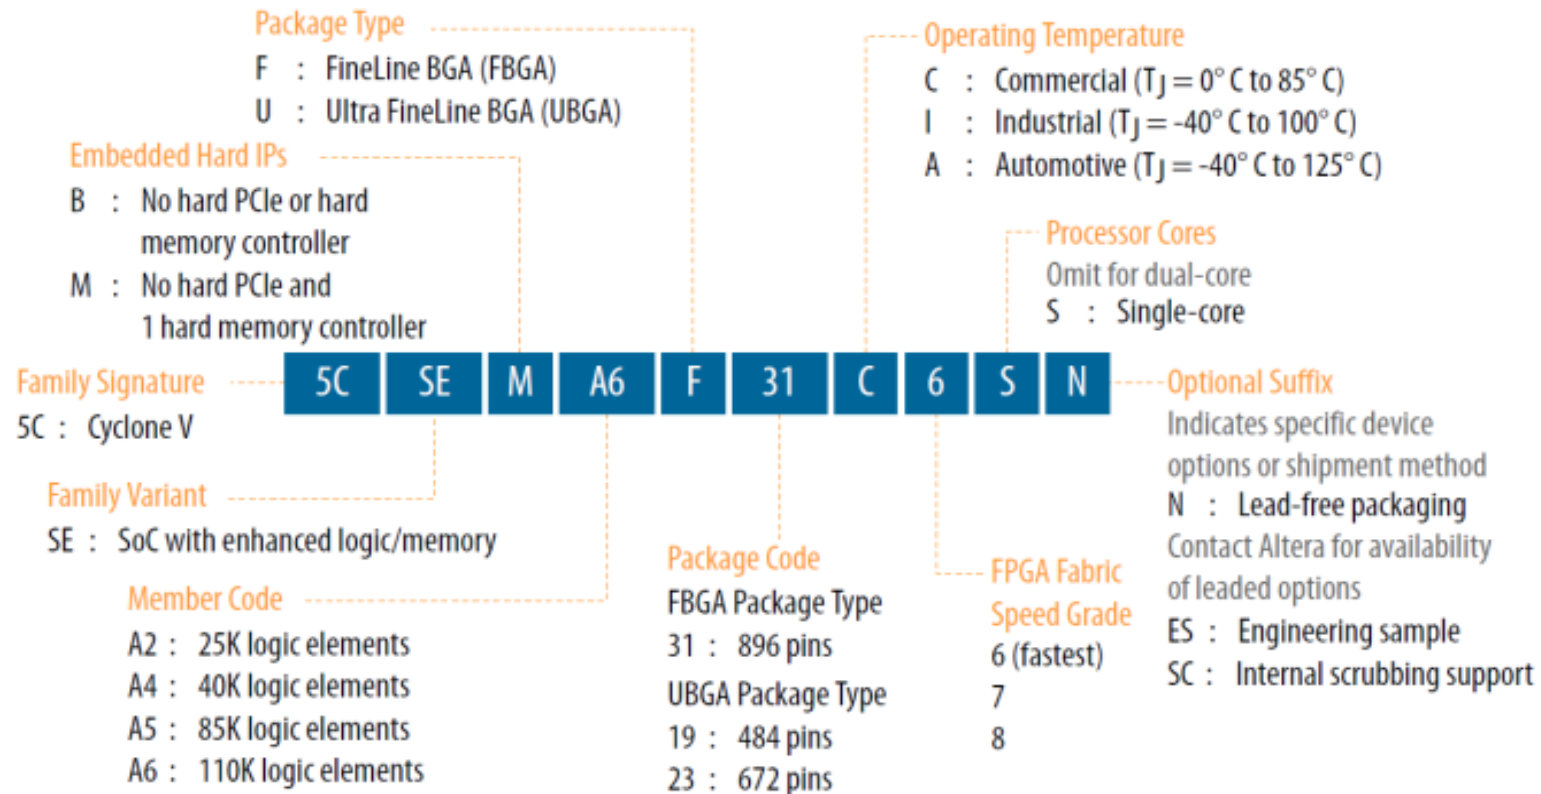 Package Type
F : FineLine BGA (FBGA)
U : Ultra FineLine BGA (UBGA)
Operating Temperature
C : Commercial (TJ = 0° C to 85° C)
I : Industrial (TJ = -40° C to 100° C)
A : Automotive (TJ = -40° C to 125° C)
Embedded Hard IPs
B : No hard PCIe or hard
memory controller
M : No hard PCIe and
1 hard memory controller
Processor Cores
Omit for dual-core
S : Single-core
Family Signature
5C : Cyclone V
5C SE M A6 F 31 C 6 S N
Optional Suffix
Indicates specific device
options or shipment method
N : Lead-free packaging
Contact Altera for availability
of leaded options
ES : Engineering sample
SC : Internal scrubbing support
Family Variant
SE : SoC with enhanced logic/memory
Member Code
A2 : 25K logic elements
A4 : 40K logic elements
A5 : 85K logic elements
A6 : 110K logic elements
Package Code
FBGA Package Type
31 : 896 pins
UBGA Package Type
19 : 484 pins
23 : 672 pins
FPGA Fabric
Speed Grade
6 (fastest)
7
8